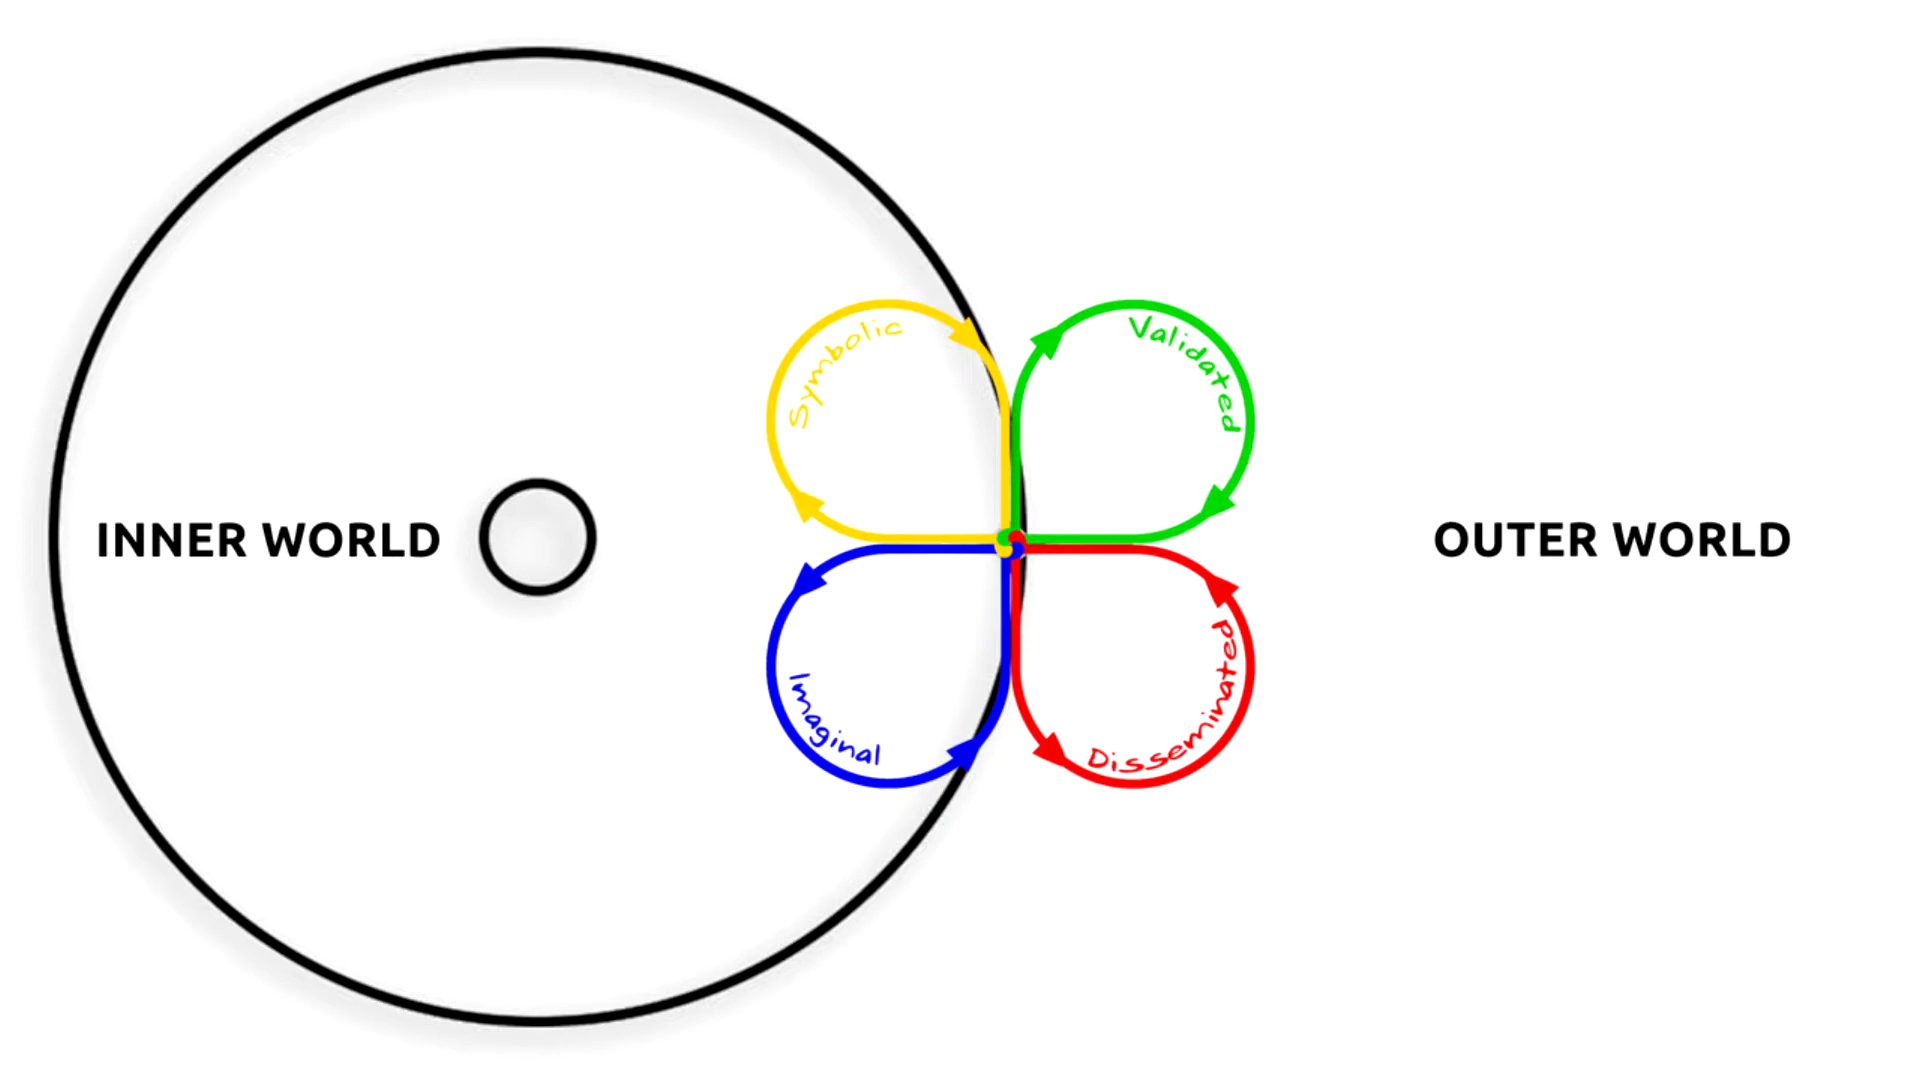 Symbolic
Validated
INNER WORLD
OUTER WORLD
Imaginal
Disseminated